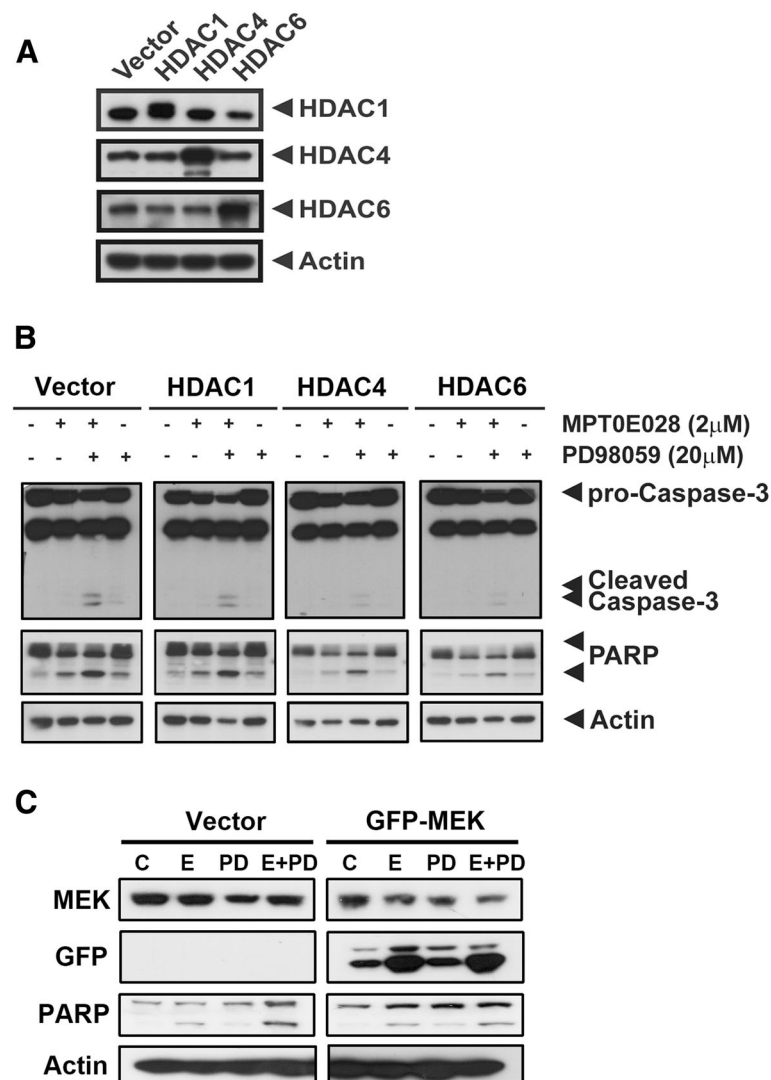 A
Vector HDAC1 HDAC4 HDAC6
HDAC1
HDAC4
HDAC6
Actin
B
Vector HDAC1 HDAC4 HDAC6
- + + - - + + - - + + - - + + - MPT0E028 (2μM)
- - + + - - + + - - + + - - + + PD98059 (20μM)
pro-Caspase-3
Cleaved
Caspase-3
PARP
Actin
C
Vector GFP-MEK
C E PD E+PD C E PD E+PD
MEK
GFP
PARP
Actin